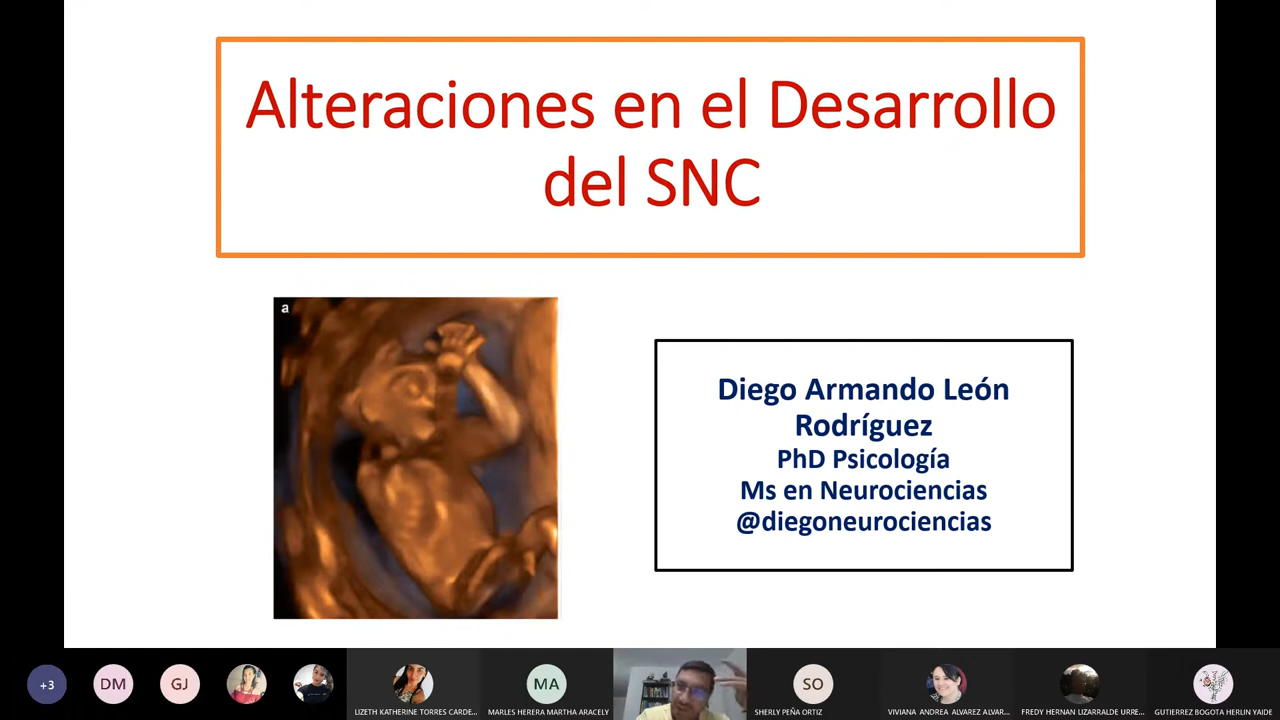 Alteraciones en el Desarrollo
del SNC
a
Diego Armando León
Rodríguez
PhD Psicología
Ms en Neurociencias
@diegoneurociencias
+3
DM
GJ
MA
SO
LIZETH KATHERINE TORRES CARDE...
MARLES HERERA MARTHA ARACELY
SHERLY PEÑA ORTIZ
VIVIANA ANDREA ALVAREZ ALVAR...
FREDY HERNAN LIZARRALDE URRE...
GUTIERREZ BOGOTA HERLIN YAIDE